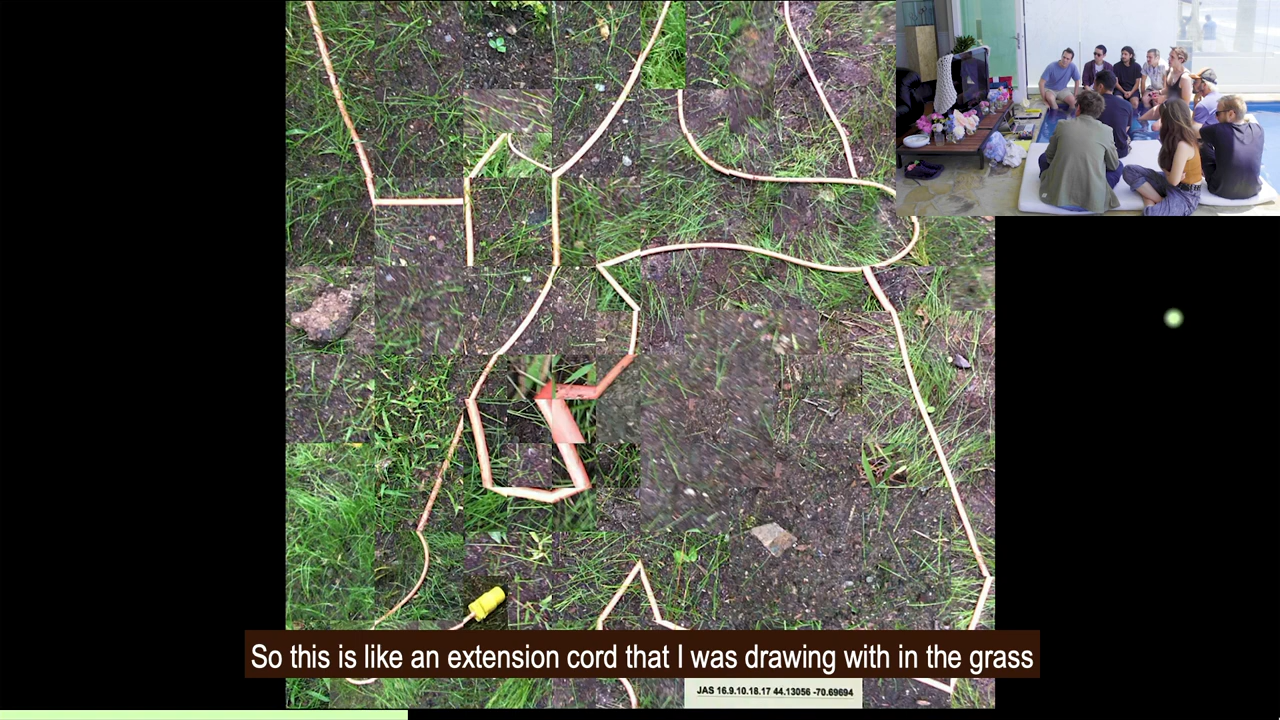 So this is like an extension cord that I was drawing with in the grass
JAS 16.9.10.18.17 44.13056 -70.69694